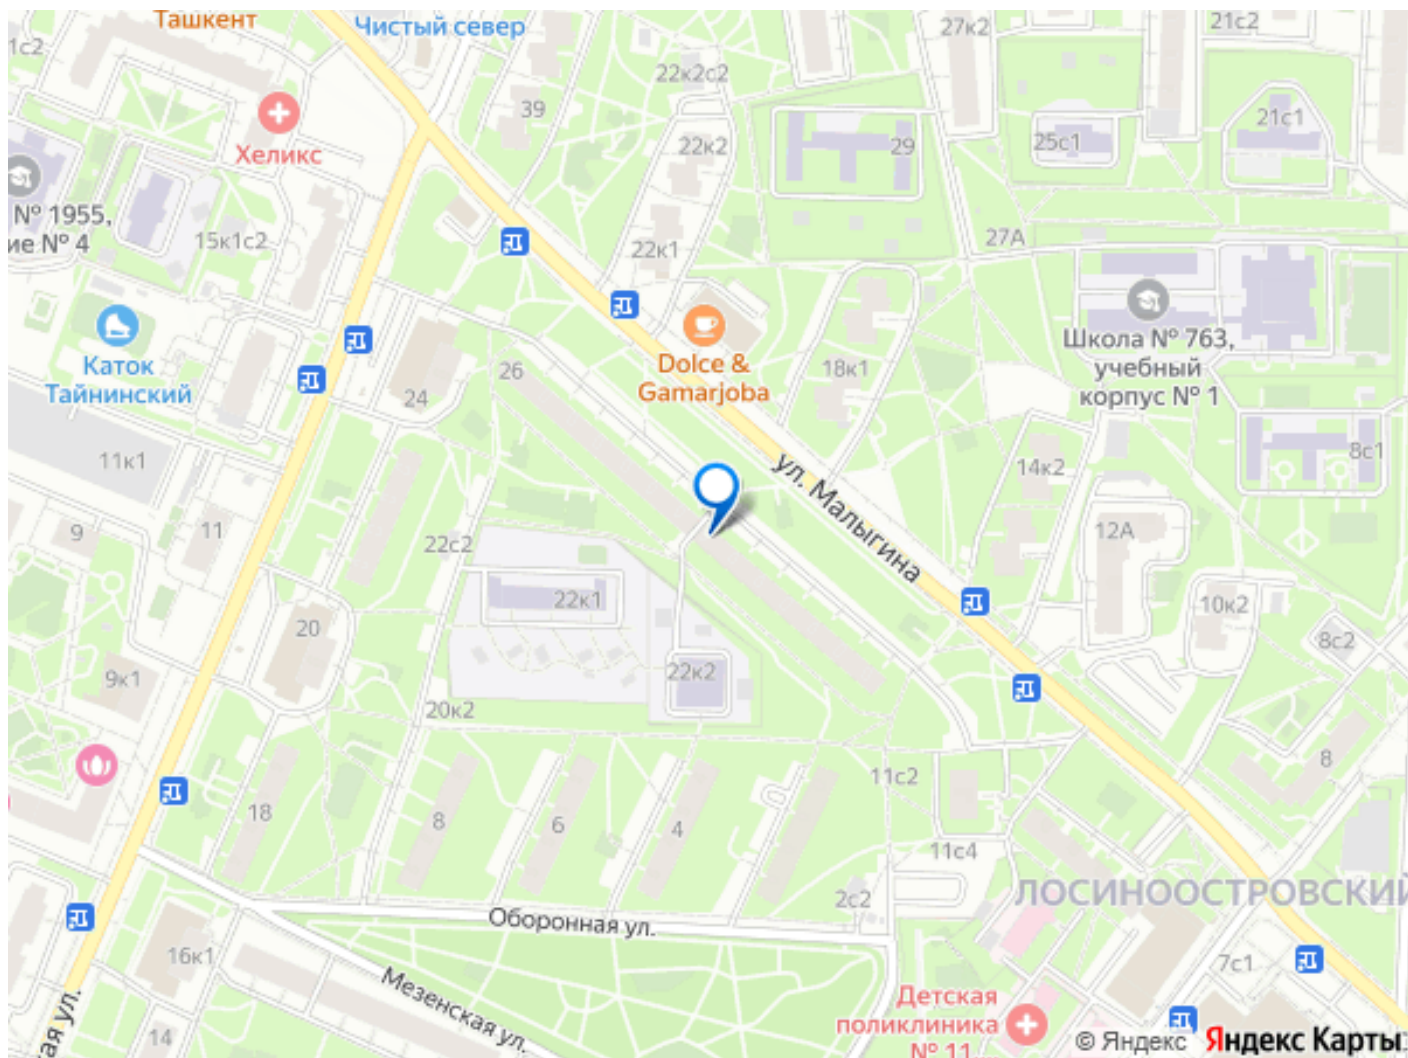 Ташкент
Чистый север
27к2
21с2
1с2
22к2с2
39
Хеликс
22к2
29
25с1
21с1
№ 1955,
ие № 4
15к1с2
22к1
27А
Каток
Тайнинский
Dolce &
Gamarjoba
Школа № 763,
учебный
корпус № 1
26
24
18к1
11к1
ул. Малыгина
14к2
8с1
9
11
22с2
12А
22к1
10к2
20
8с2
22к2
9к1
20к2
11с2
8
18
8
6
4
11с4
2с2
ЛОСИНООСТРОВСКИЙ
Оборонная ул.
16к1
Мезенская ул.
7с1
Детская
поликлиника
№ 11
14
ая ул.
© Яндекс Яндекс Карты